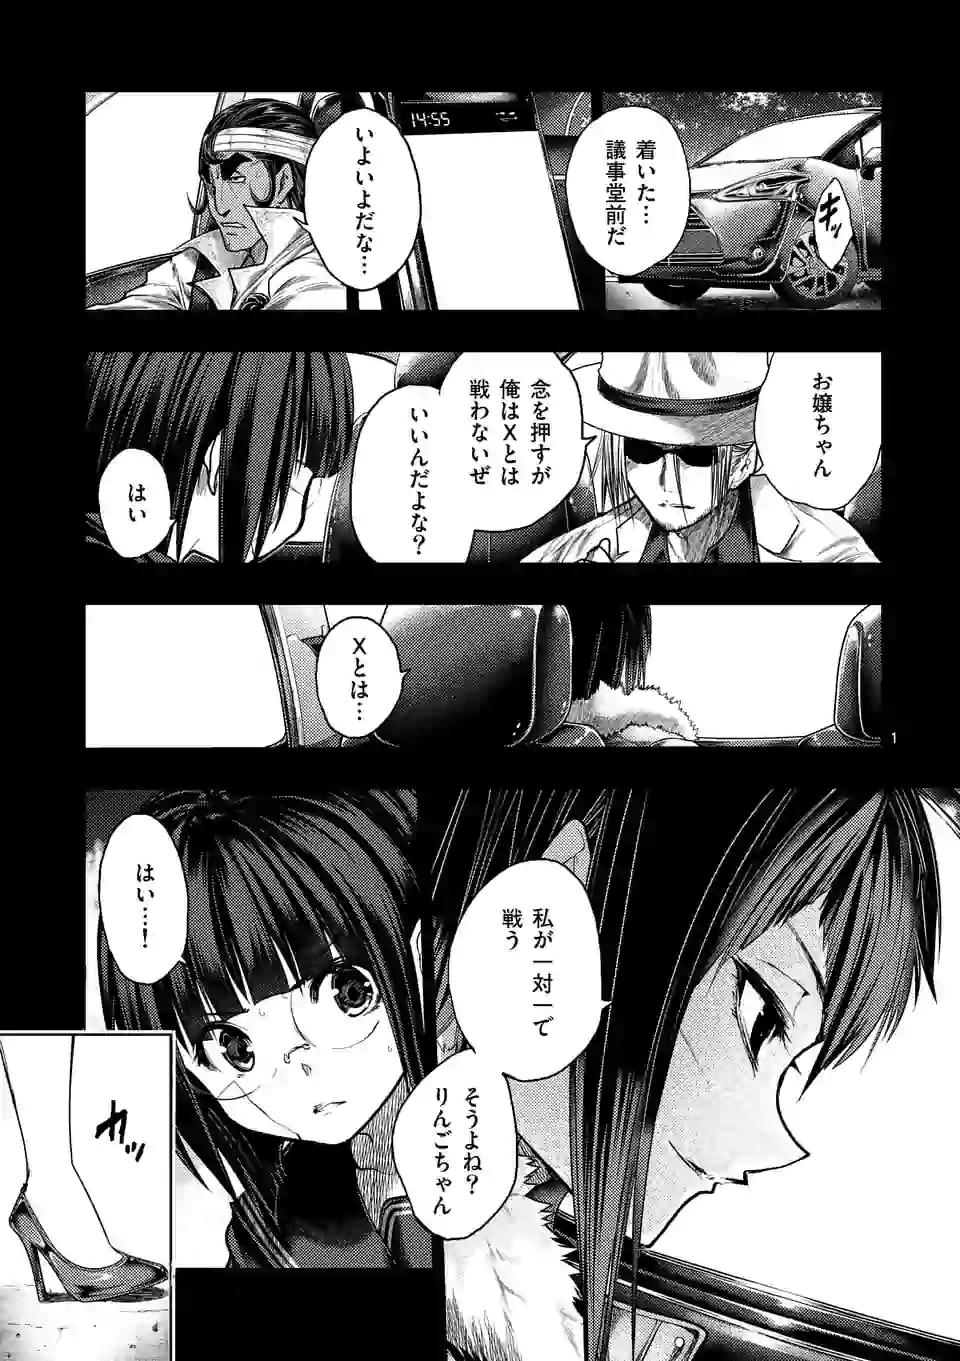 着いた…
議事堂前だ
キッ
14:55
いよいよだな…
お嬢ちゃん
念を押すが
俺はXとは
戦わないぜ
いいんだよな?
はい
Xとは…
1
私が一対一で
戦う
そうよね?
りんごちゃん
はい…!
カッ